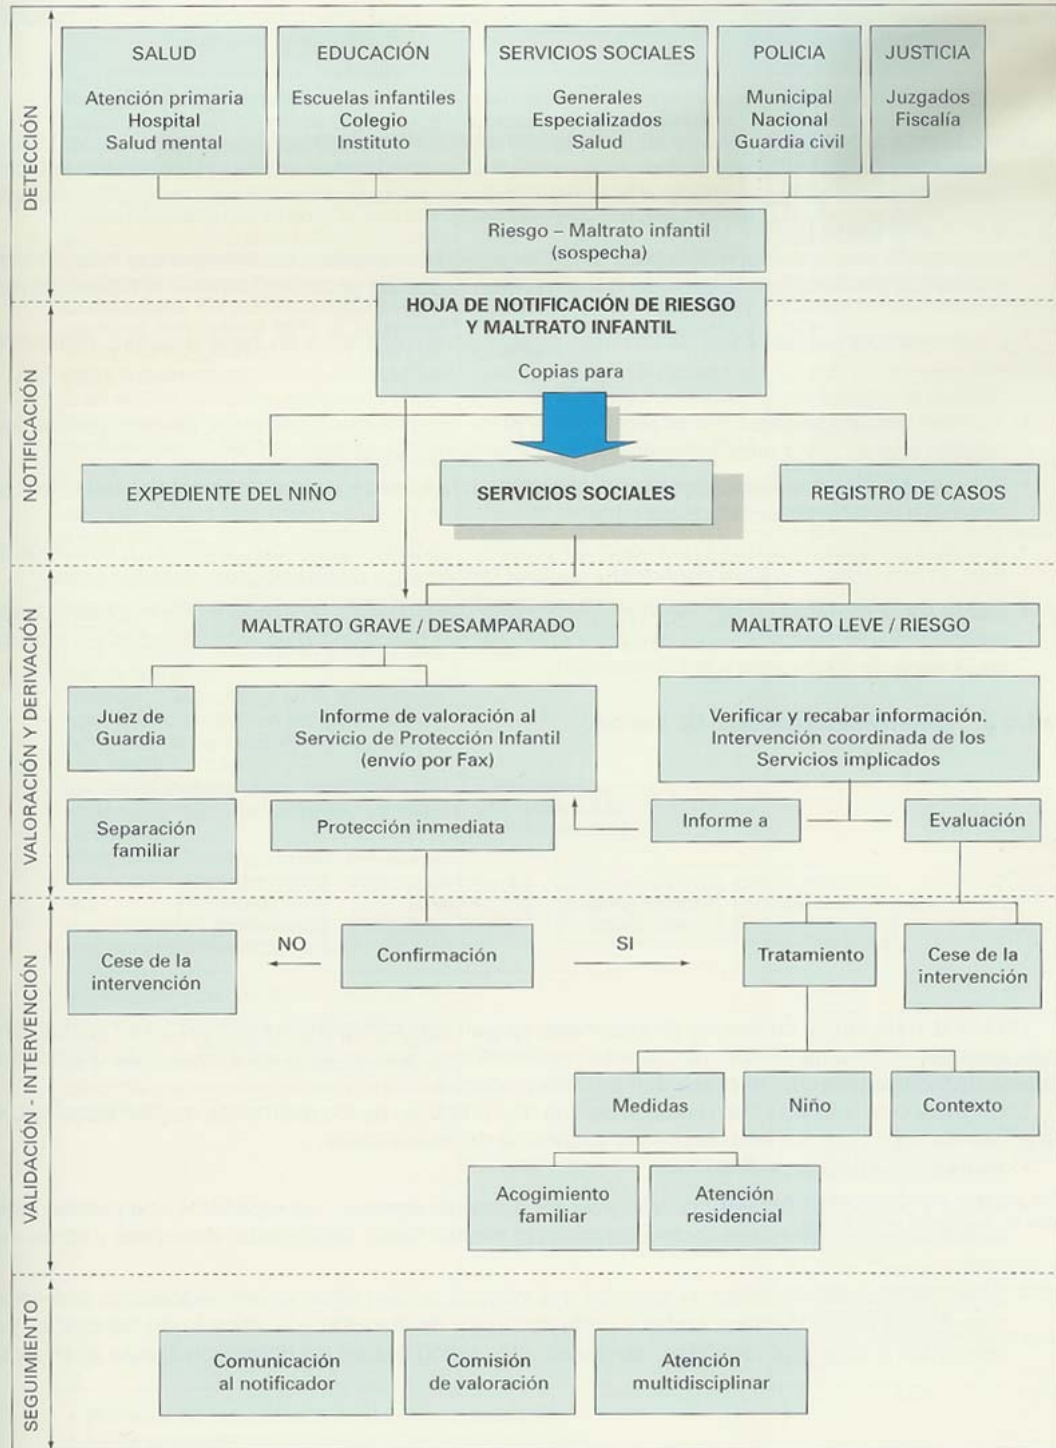 DETECCIÓN
SALUD
Atención primaria
Hospital
Salud mental
EDUCACIÓN
Escuelas infantiles
Colegio
Instituto
SERVICIOS SOCIALES
Generales
Especializados
Salud
POLICIA
Municipal
Nacional
Guardia civil
JUSTICIA
Juzgados
Fiscalía
Riesgo – Maltrato infantil
(sospecha)
NOTIFICACIÓN
HOJA DE NOTIFICACIÓN DE RIESGO
Y MALTRATO INFANTIL
Copias para
EXPEDIENTE DEL NIÑO
SERVICIOS SOCIALES
REGISTRO DE CASOS
VALORACIÓN Y DERIVACIÓN
MALTRATO GRAVE / DESAMPARADO
MALTRATO LEVE / RIESGO
Juez de
Guardia
Informe de valoración al
Servicio de Protección Infantil
(envío por Fax)
Verificar y recabar información.
Intervención coordinada de los
Servicios implicados
Separación
familiar
Protección inmediata
Informe a
Evaluación
VALIDACIÓN - INTERVENCIÓN
Cese de la
intervención
NO
Confirmación
SI
Tratamiento
Cese de la
intervención
Medidas
Niño
Contexto
Acogimiento
familiar
Atención
residencial
SEGUIMIENTO
Comunicación
al notificador
Comisión
de valoración
Atención
multidisciplinar